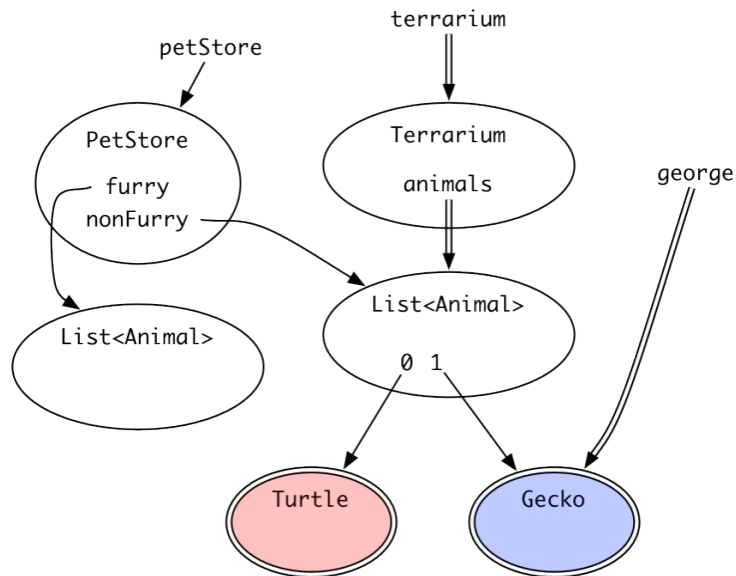 terrarium
petStore
PetStore
furry
nonFurry
Terrarium
animals
george
List<Animal>
List<Animal>
0 1
Turtle
Gecko